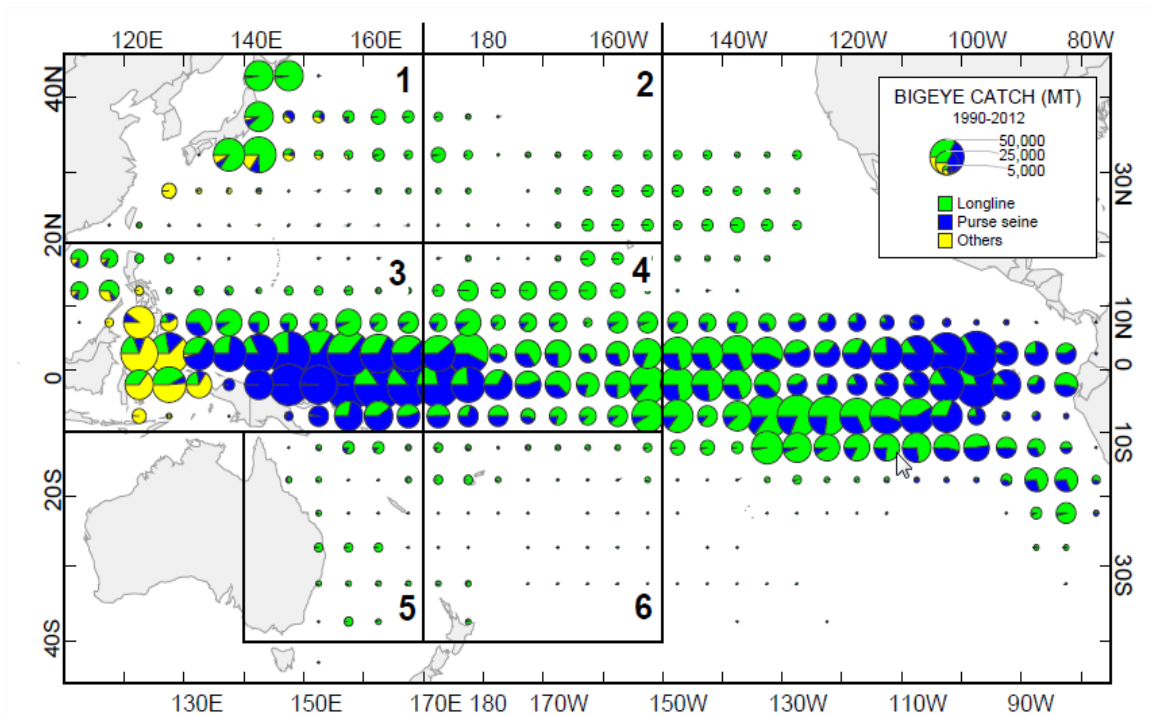 120E 140E 160E 180 160W 140W 120W 100W 80W
40N
20N
0
20S
40S
30N
10N
0
10S
30S
1
2
3
4
5
6
BIGEYE CATCH (MT)
1990-2012
50,000
25,000
5,000
Longline
Purse seine
Others
130E 150E 170E 180 170W 150W 130W 110W 90W